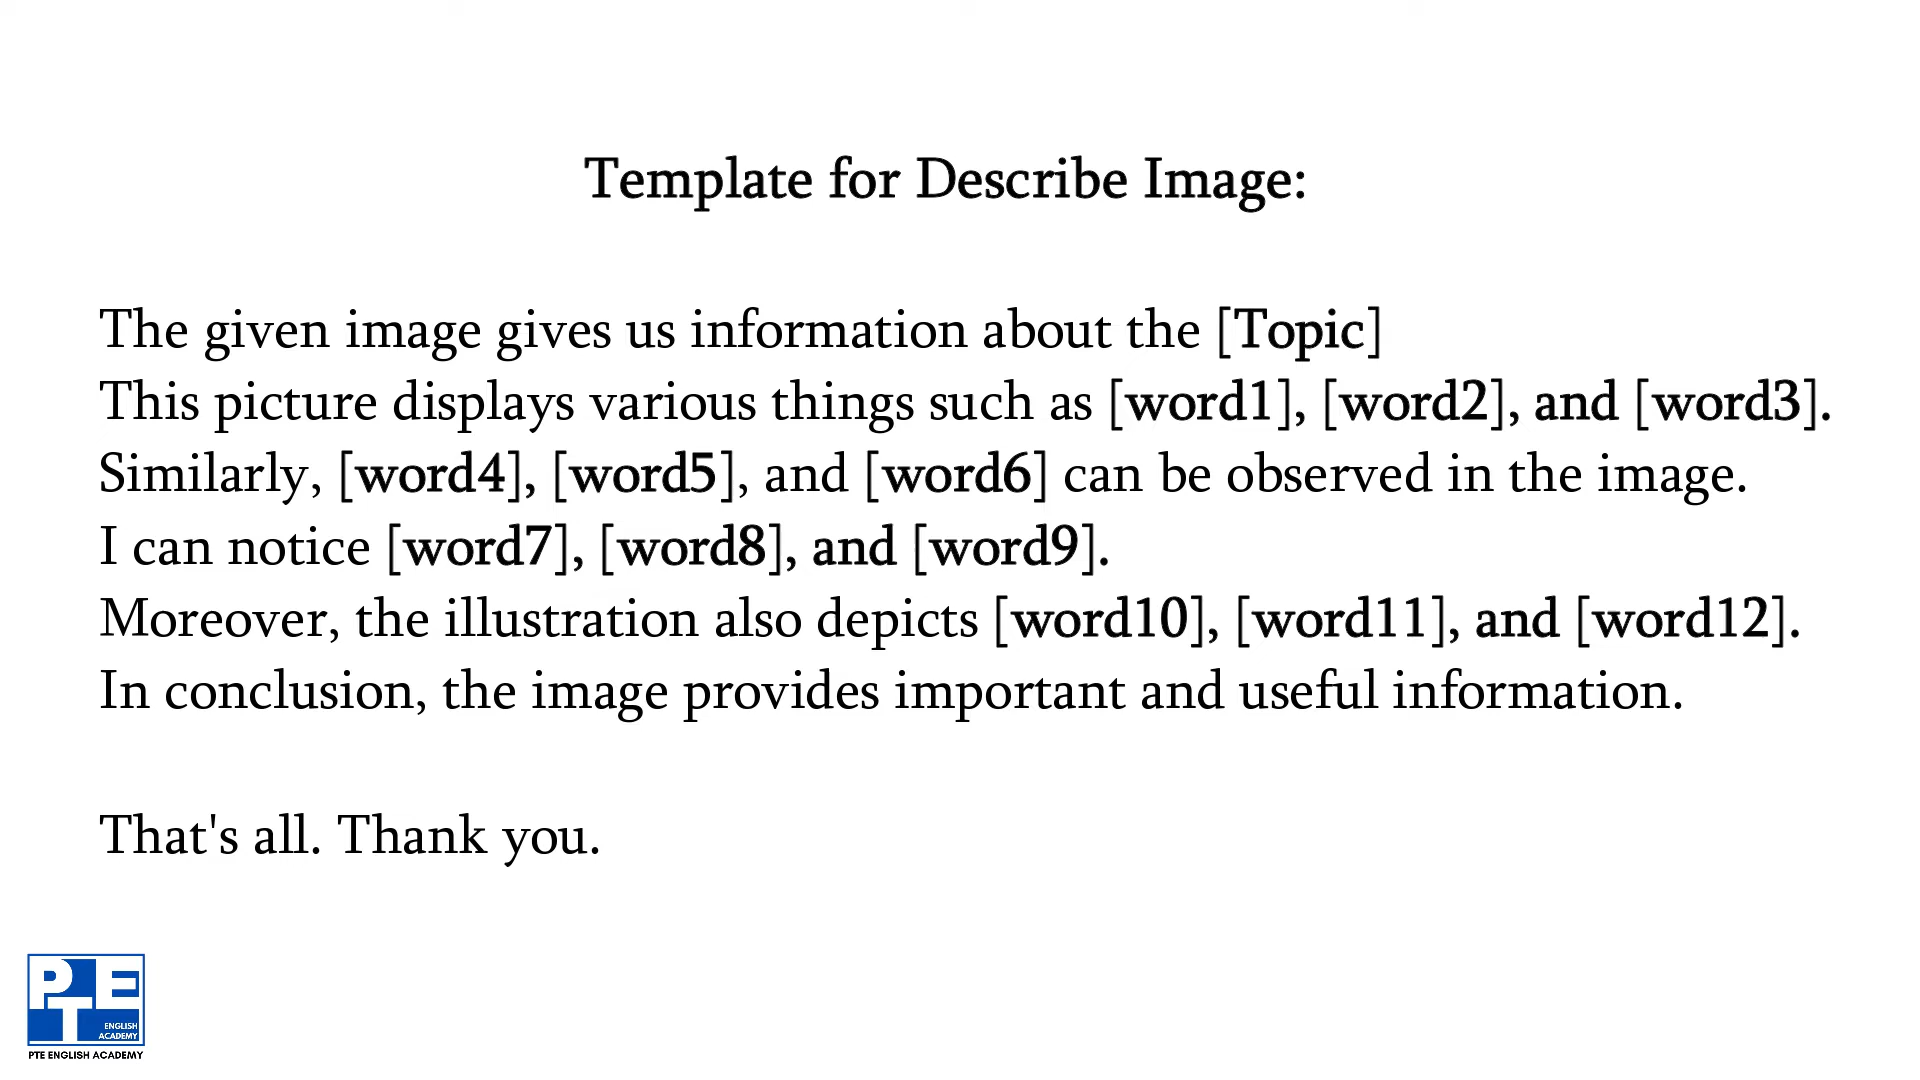 Template for Describe Image:
The given image gives us information about the [Topic]
This picture displays various things such as [word1], [word2], and [word3].
Similarly, [word4], [word5], and [word6] can be observed in the image.
I can notice [word7], [word8], and [word9].
Moreover, the illustration also depicts [word10], [word11], and [word12].
In conclusion, the image provides important and useful information.
That's all. Thank you.
PTE
ENGLISH
ACADEMY
PTE ENGLISH ACADEMY